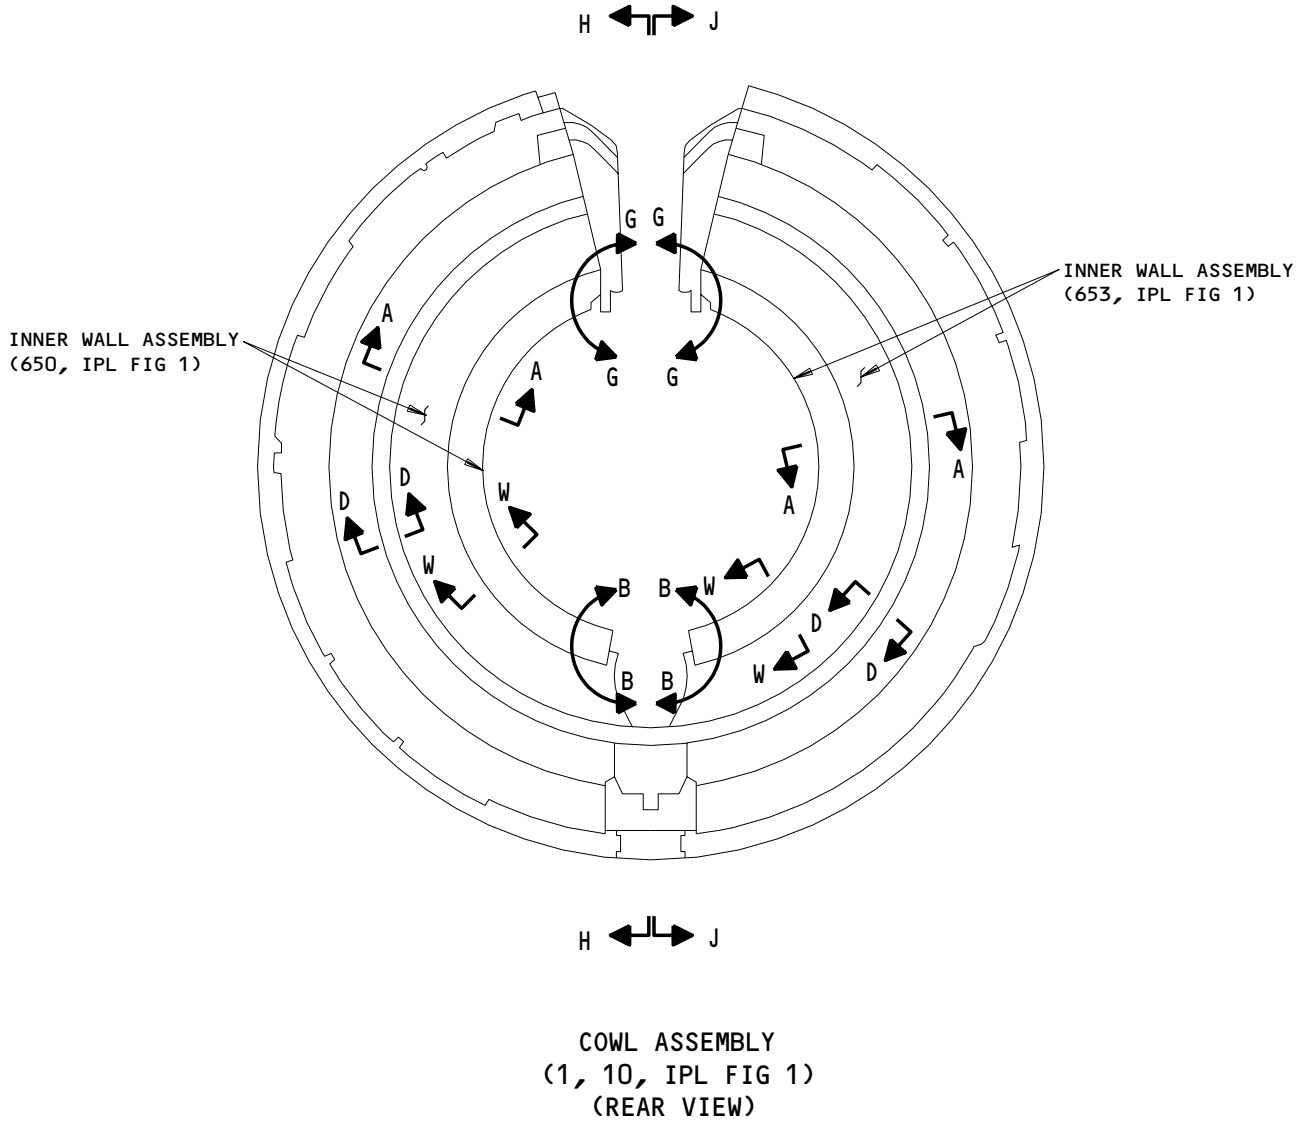 H J
G G
INNER WALL ASSEMBLY
(653, IPL FIG 1)
A
INNER WALL ASSEMBLY
(650, IPL FIG 1)
A
G G
A
D
W
D
A
W
B B W
D
W
D
B B
H J
COWL ASSEMBLY
(1, 10, IPL FIG 1)
(REAR VIEW)